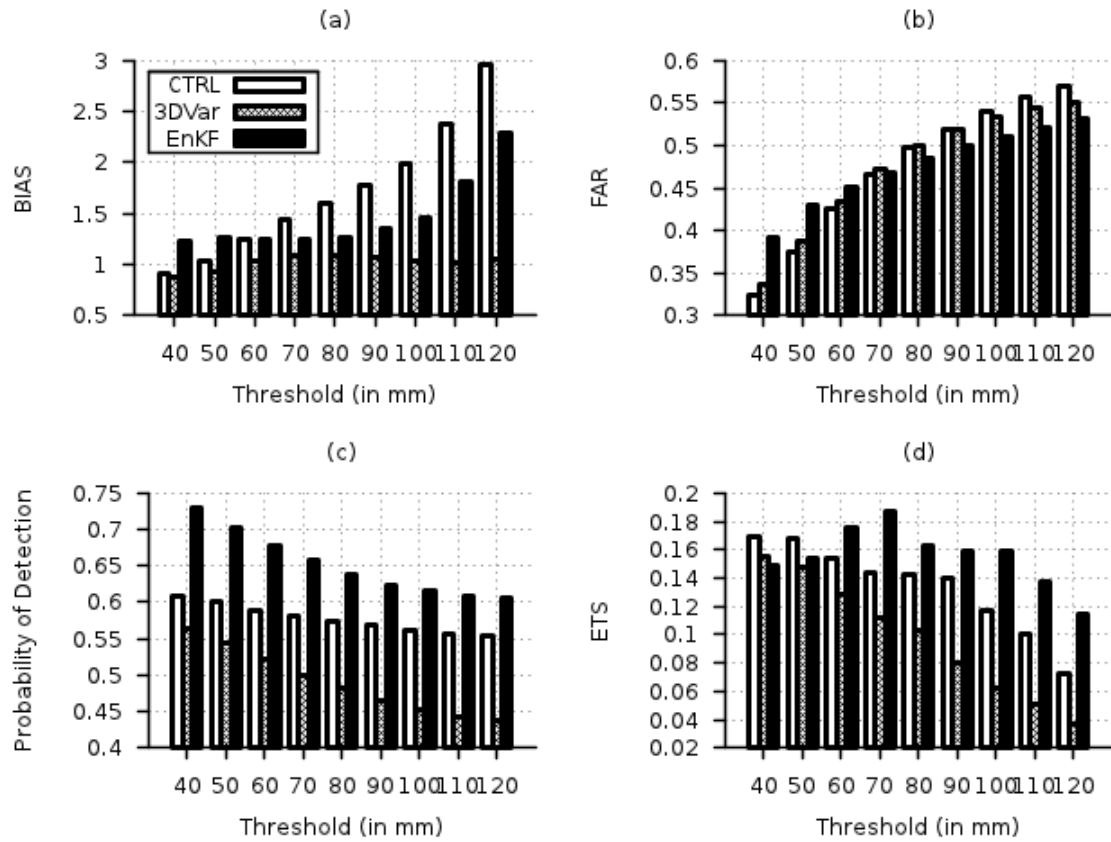 (a)
BIAS
3
2.5
2
1.5
1
0.5
CTRL
3DVar
EnKF
40 50 60 70 80 90 100 110 120
Threshold (in mm)
(b)
FAR
0.6
0.55
0.5
0.45
0.4
0.35
0.3
40 50 60 70 80 90 100 110 120
Threshold (in mm)
(c)
Probability of Detection
0.75
0.7
0.65
0.6
0.55
0.5
0.45
0.4
40 50 60 70 80 90 100 110 120
Threshold (in mm)
(d)
ETS
0.2
0.18
0.16
0.14
0.12
0.1
0.08
0.06
0.04
0.02
40 50 60 70 80 90 100 110 120
Threshold (in mm)